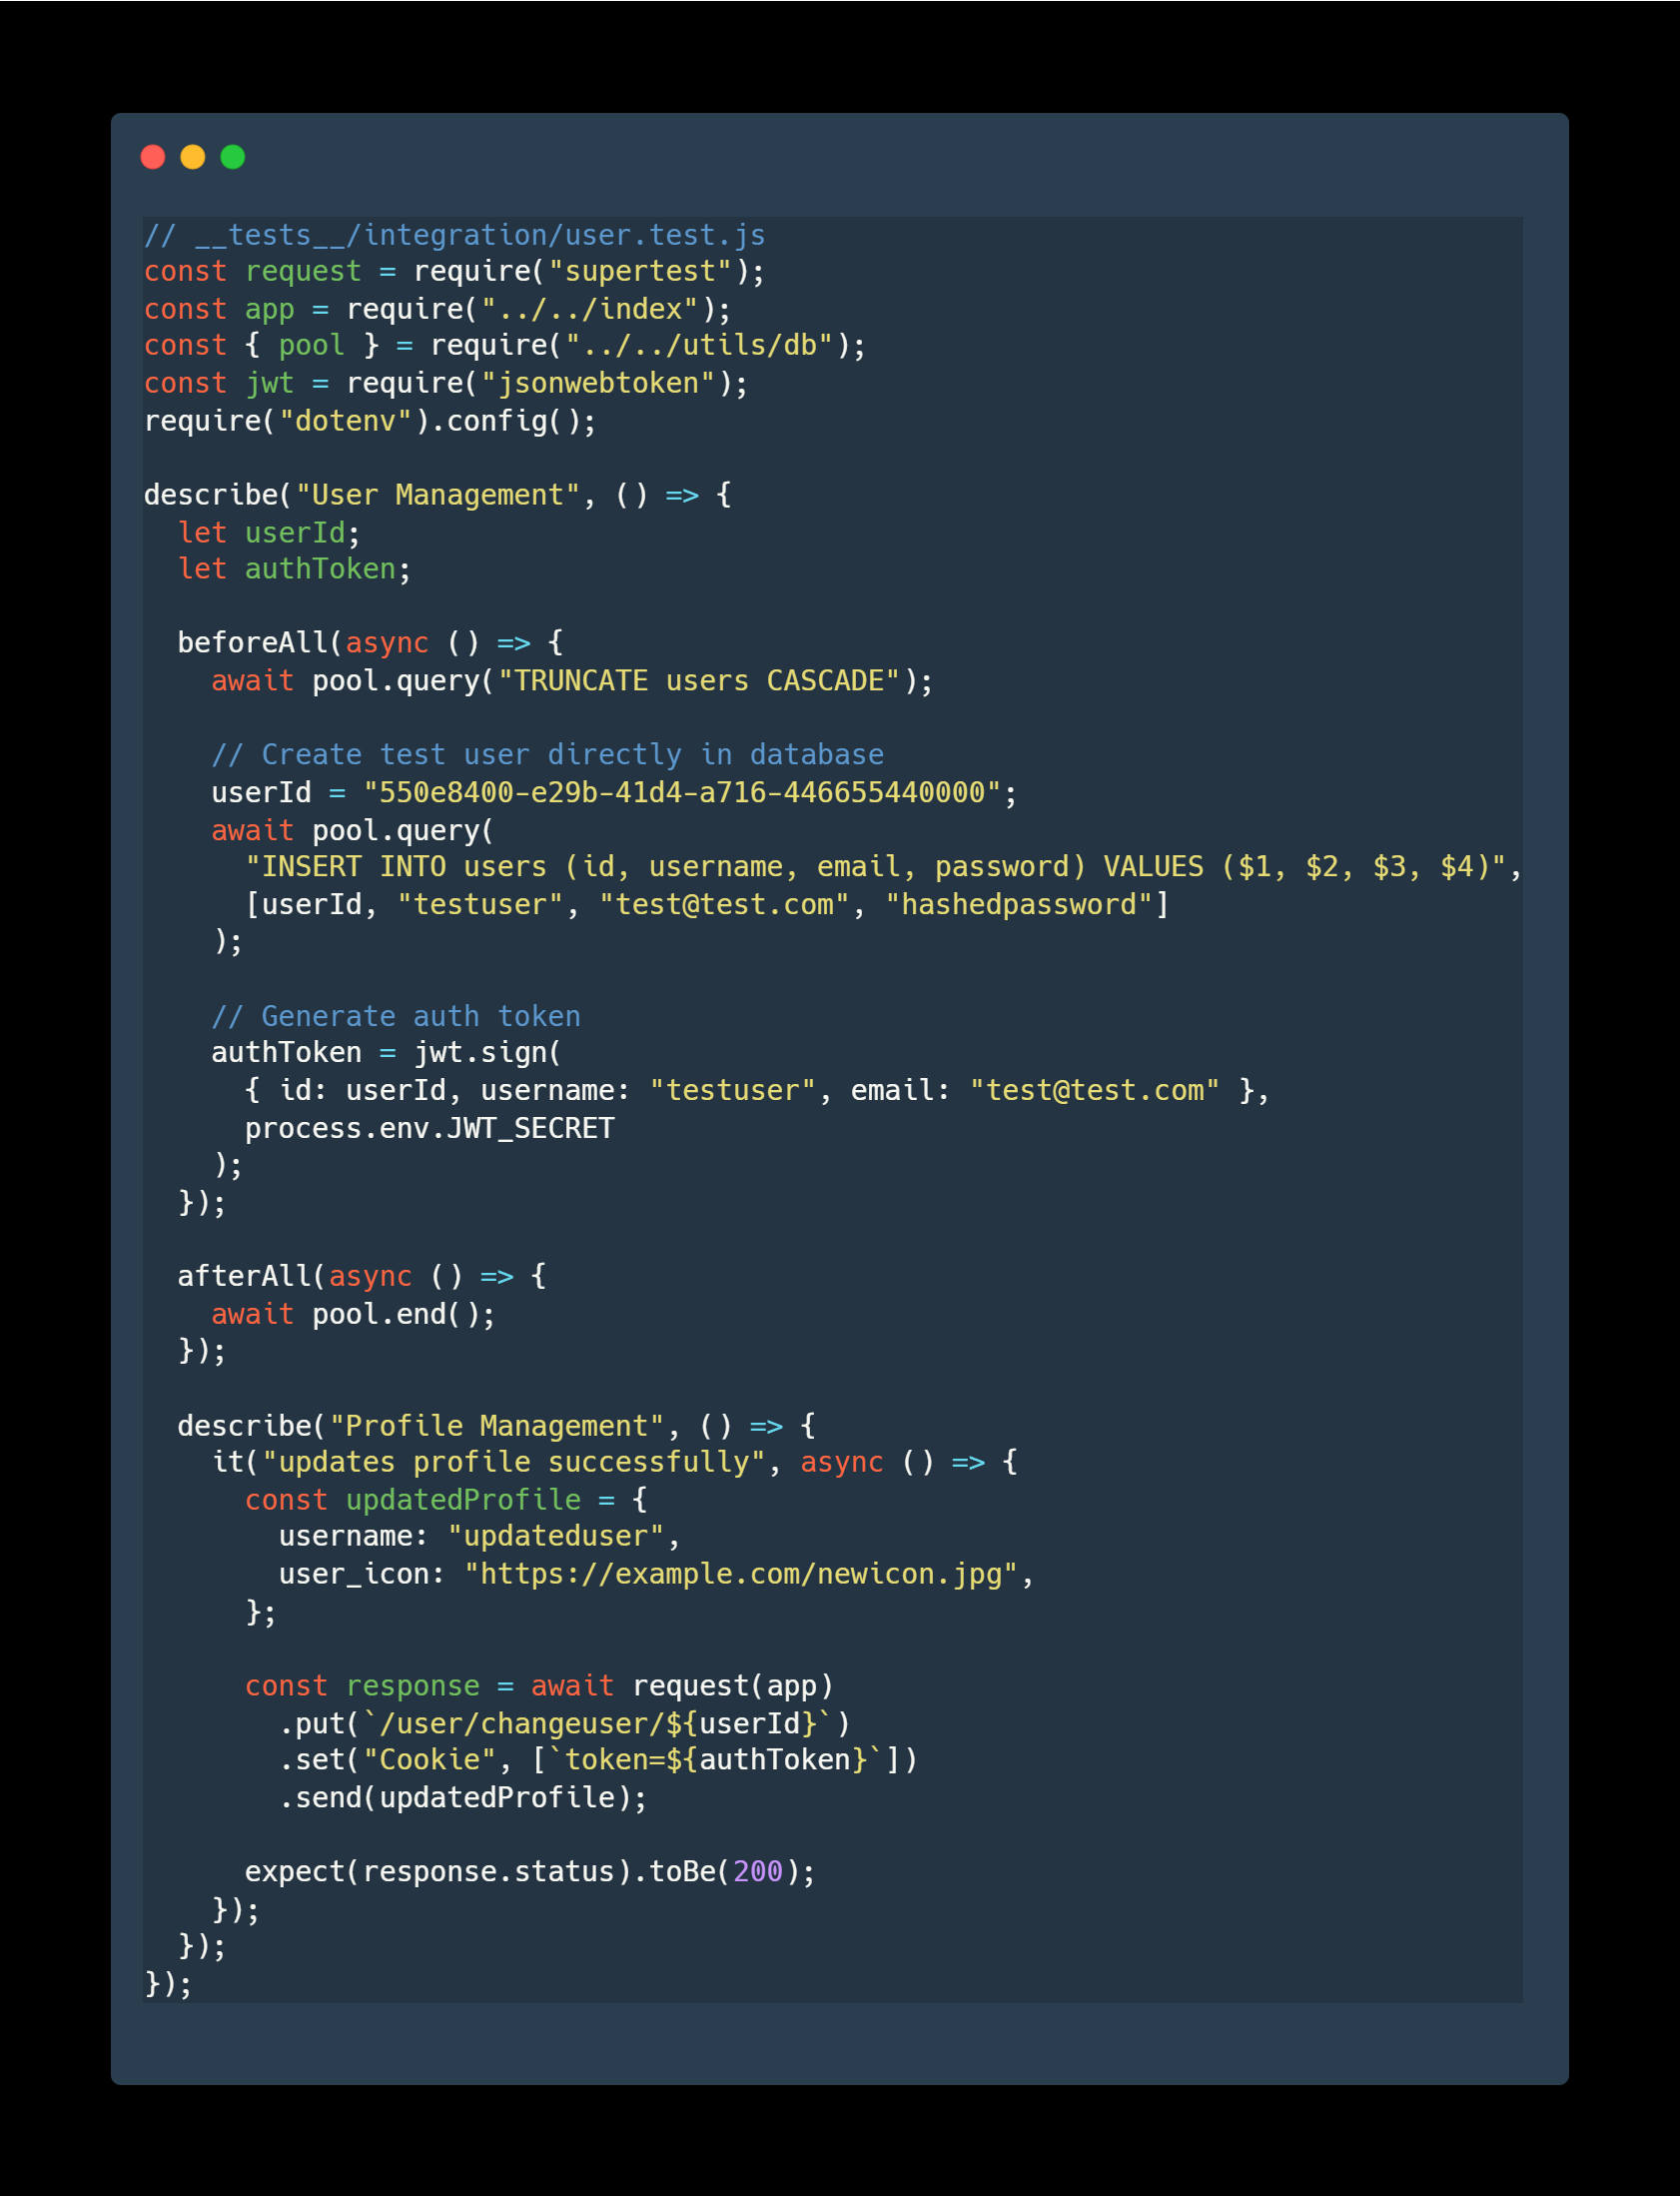 // __tests__/integration/user.test.js
const request = require("supertest");
const app = require("../../index");
const { pool } = require("../../utils/db");
const jwt = require("jsonwebtoken");
require("dotenv").config();

describe("User Management", () => {
  let userId;
  let authToken;

  beforeAll(async () => {
    await pool.query("TRUNCATE users CASCADE");

    // Create test user directly in database
    userId = "550e8400-e29b-41d4-a716-446655440000";
    await pool.query(
      "INSERT INTO users (id, username, email, password) VALUES ($1, $2, $3, $4)",
      [userId, "testuser", "test@test.com", "hashedpassword"]
    );

    // Generate auth token
    authToken = jwt.sign(
      { id: userId, username: "testuser", email: "test@test.com" },
      process.env.JWT_SECRET
    );
  });

  afterAll(async () => {
    await pool.end();
  });

  describe("Profile Management", () => {
    it("updates profile successfully", async () => {
      const updatedProfile = {
        username: "updateduser",
        user_icon: "https://example.com/newicon.jpg",
      };

      const response = await request(app)
        .put(`/user/changeuser/${userId}`)
        .set("Cookie", [`token=${authToken}`])
        .send(updatedProfile);

      expect(response.status).toBe(200);
    });
  });
});